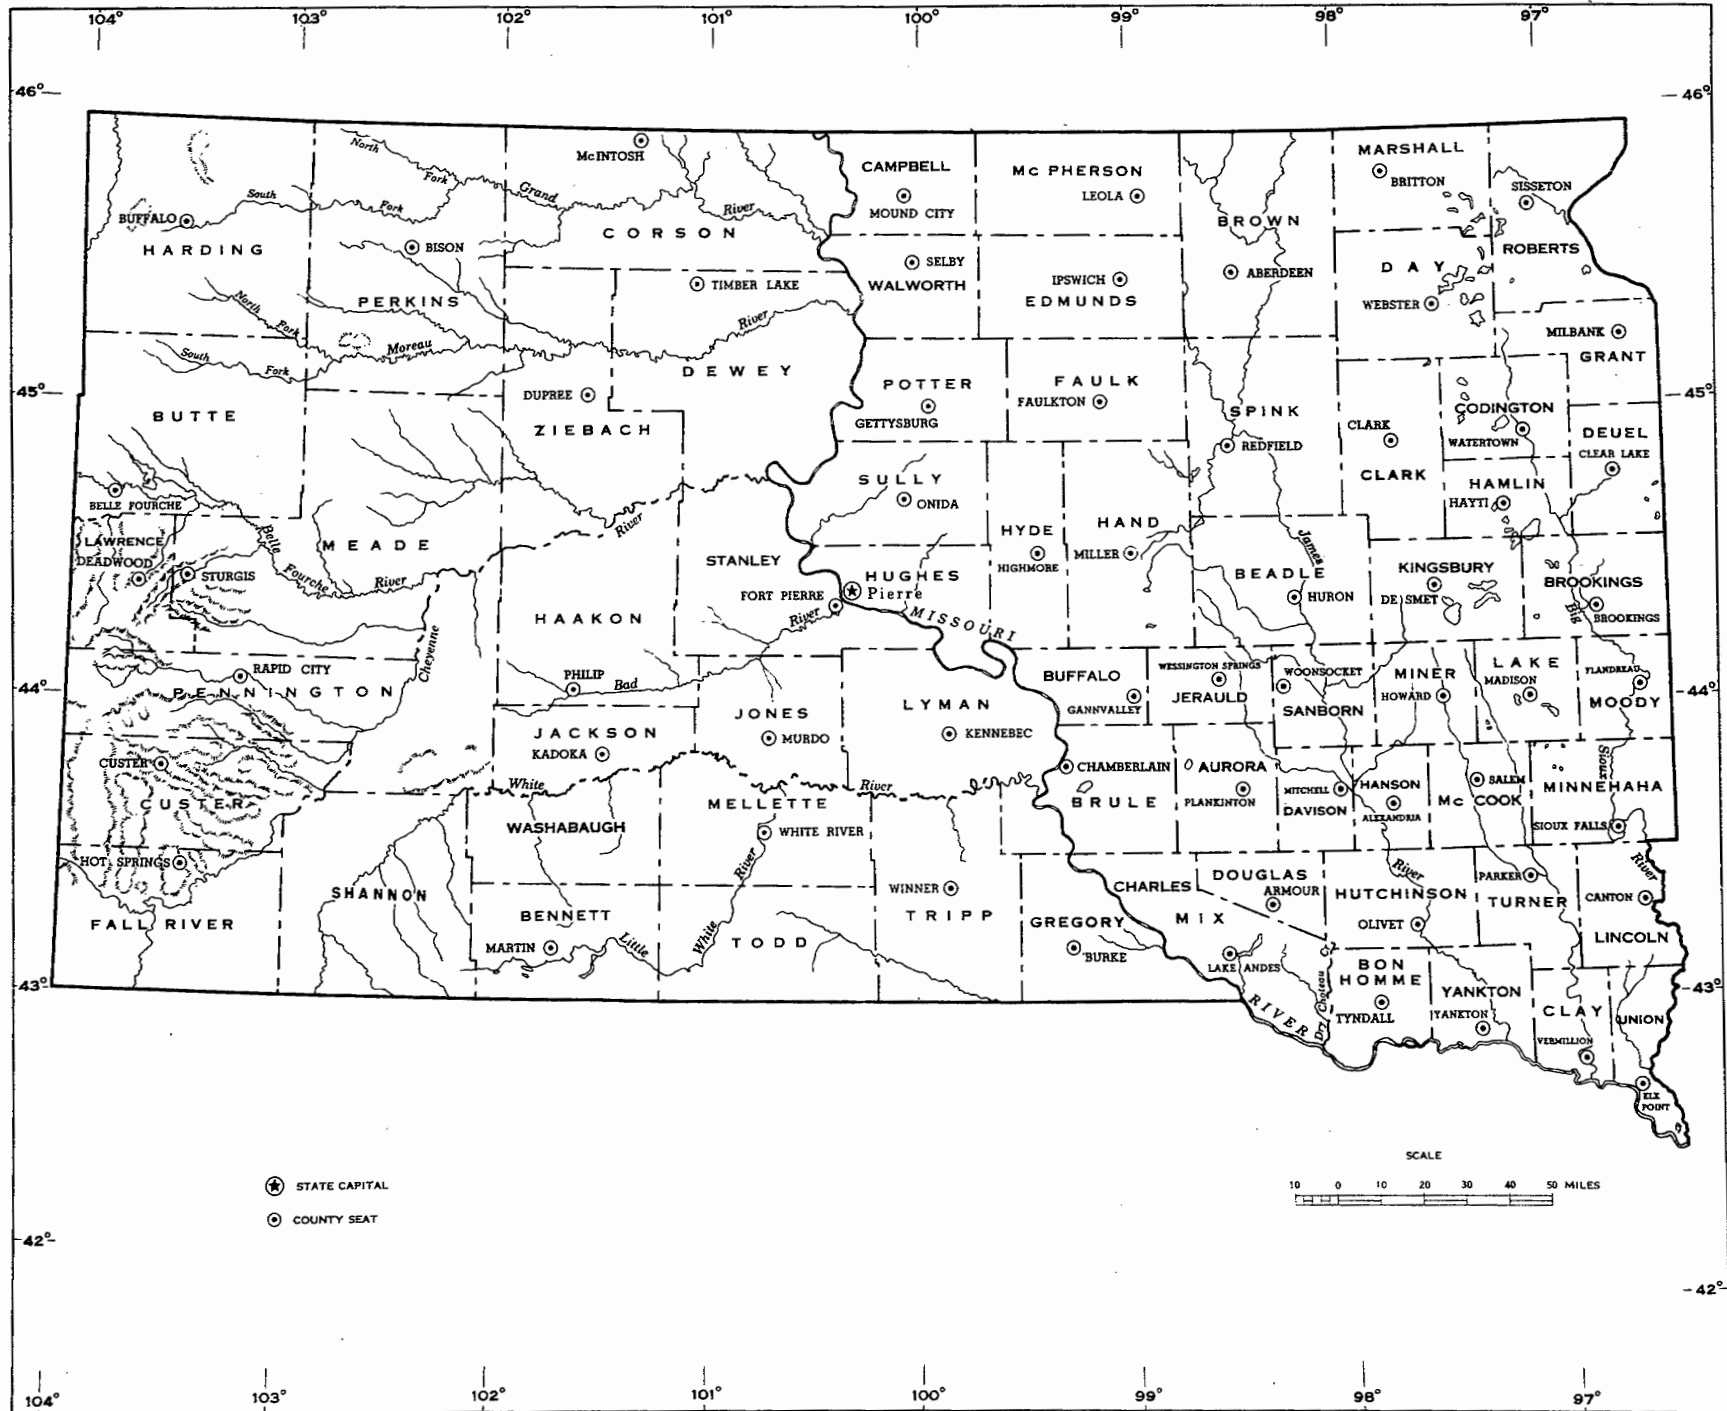 104° 103° 102° 101° 100° 99° 98° 97°
46° 46°
McINTOSH
CAMPBELL
MOUND CITY
Mc PHERSON
LEOLA
MARSHALL
BRITTON
SISSETON
North Fork Grand River
South Fork
BUFFALO
HARDING
BISON
CORSON
BROWN
ROBERTS
SELBY
WALWORTH
IPSWICH
EDMUNDS
ABERDEEN
DAY
WEBSTER
TIMBER LAKE
PERKINS
North Fork
South Fork
Moreau
River
MILBANK
GRANT
DEWEY
POTTER
GETTYSBURG
FAULK
FAULKTON
45° 45°
DUPREE
ZIEBACH
BUTTE
SPINK
REDFIELD
CLARK
CLARK
CODINGTON
WATERTOWN
DEUEL
CLEAR LAKE
BELLE FOURCHE
SULLY
ONIDA
HAMLIN
HAYTI
LAWRENCE
DEADWOOD
STURGIS
MEADE
Belle Fourche River
River
STANLEY
HYDE
HIGHMORE
HAND
MILLER
HUGHES
Pierre
FORT PIERRE
River
MISSOURI
James
BEADLE
HURON
KINGSBURY
DE SMET
BROOKINGS
BROOKINGS
Big
HAAKON
PHILIP
Bad
Cheyenne
RAPID CITY
PENNINGTON
44° 44°
BUFFALO
GANNVALLEY
WESSINGTON SPRINGS
JERAULD
WOONSOCKET
SANBORN
MINER
HOWARD
LAKE
MADISON
FLANDREAU
MOODY
JACKSON
KADOKA
JONES
MURDO
LYMAN
KENNEBEC
CUSTER
CUSTER
White
River
CHAMBERLAIN
BRULE
AURORA
PLANKINTON
MITCHELL
DAVISON
HANSON
ALEXANDRIA
SALEM
Mc COOK
Sioux
MINNEHAHA
SIOUX FALLS
River
WASHABAUGH
MELLETTE
WHITE RIVER
River
White
HOT SPRINGS
FALL RIVER
SHANNON
BENNETT
MARTIN
Little
TODD
WINNER
TRIPP
GREGORY
BURKE
CHARLES
MIX
LAKE ANDES
DOUGLAS
ARMOUR
River
HUTCHINSON
OLIVET
PARKER
TURNER
CANTON
LINCOLN
43° 43°
RIVER
Dry Choteau Cr
BON
HOMME
TYNDALL
YANKTON
YANKTON
CLAY
VERMILLION
UNION
ELK
POINT
STATE CAPITAL
COUNTY SEAT
SCALE
10 0 10 20 30 40 50 MILES
42° 42°
104° 103° 102° 101° 100° 99° 98° 97°